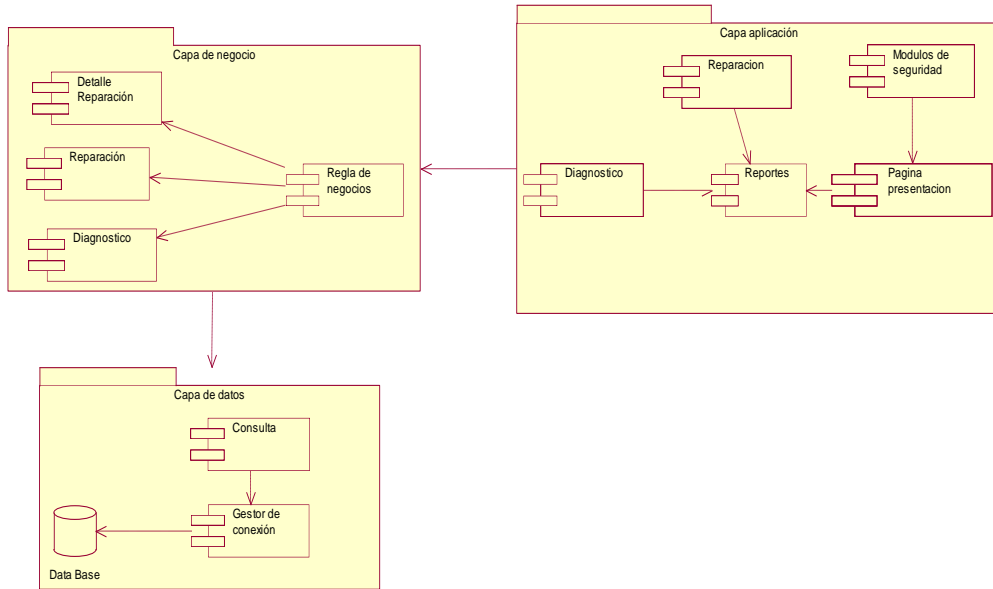 Capa de negocio
Detalle
Reparación
Reparación
Diagnostico
Regla de
negocios
Capa aplicación
Reparacion
Modulos de
seguridad
Diagnostico
Reportes
Pagina
presentacion
Capa de datos
Consulta
Gestor de
conexión
Data Base